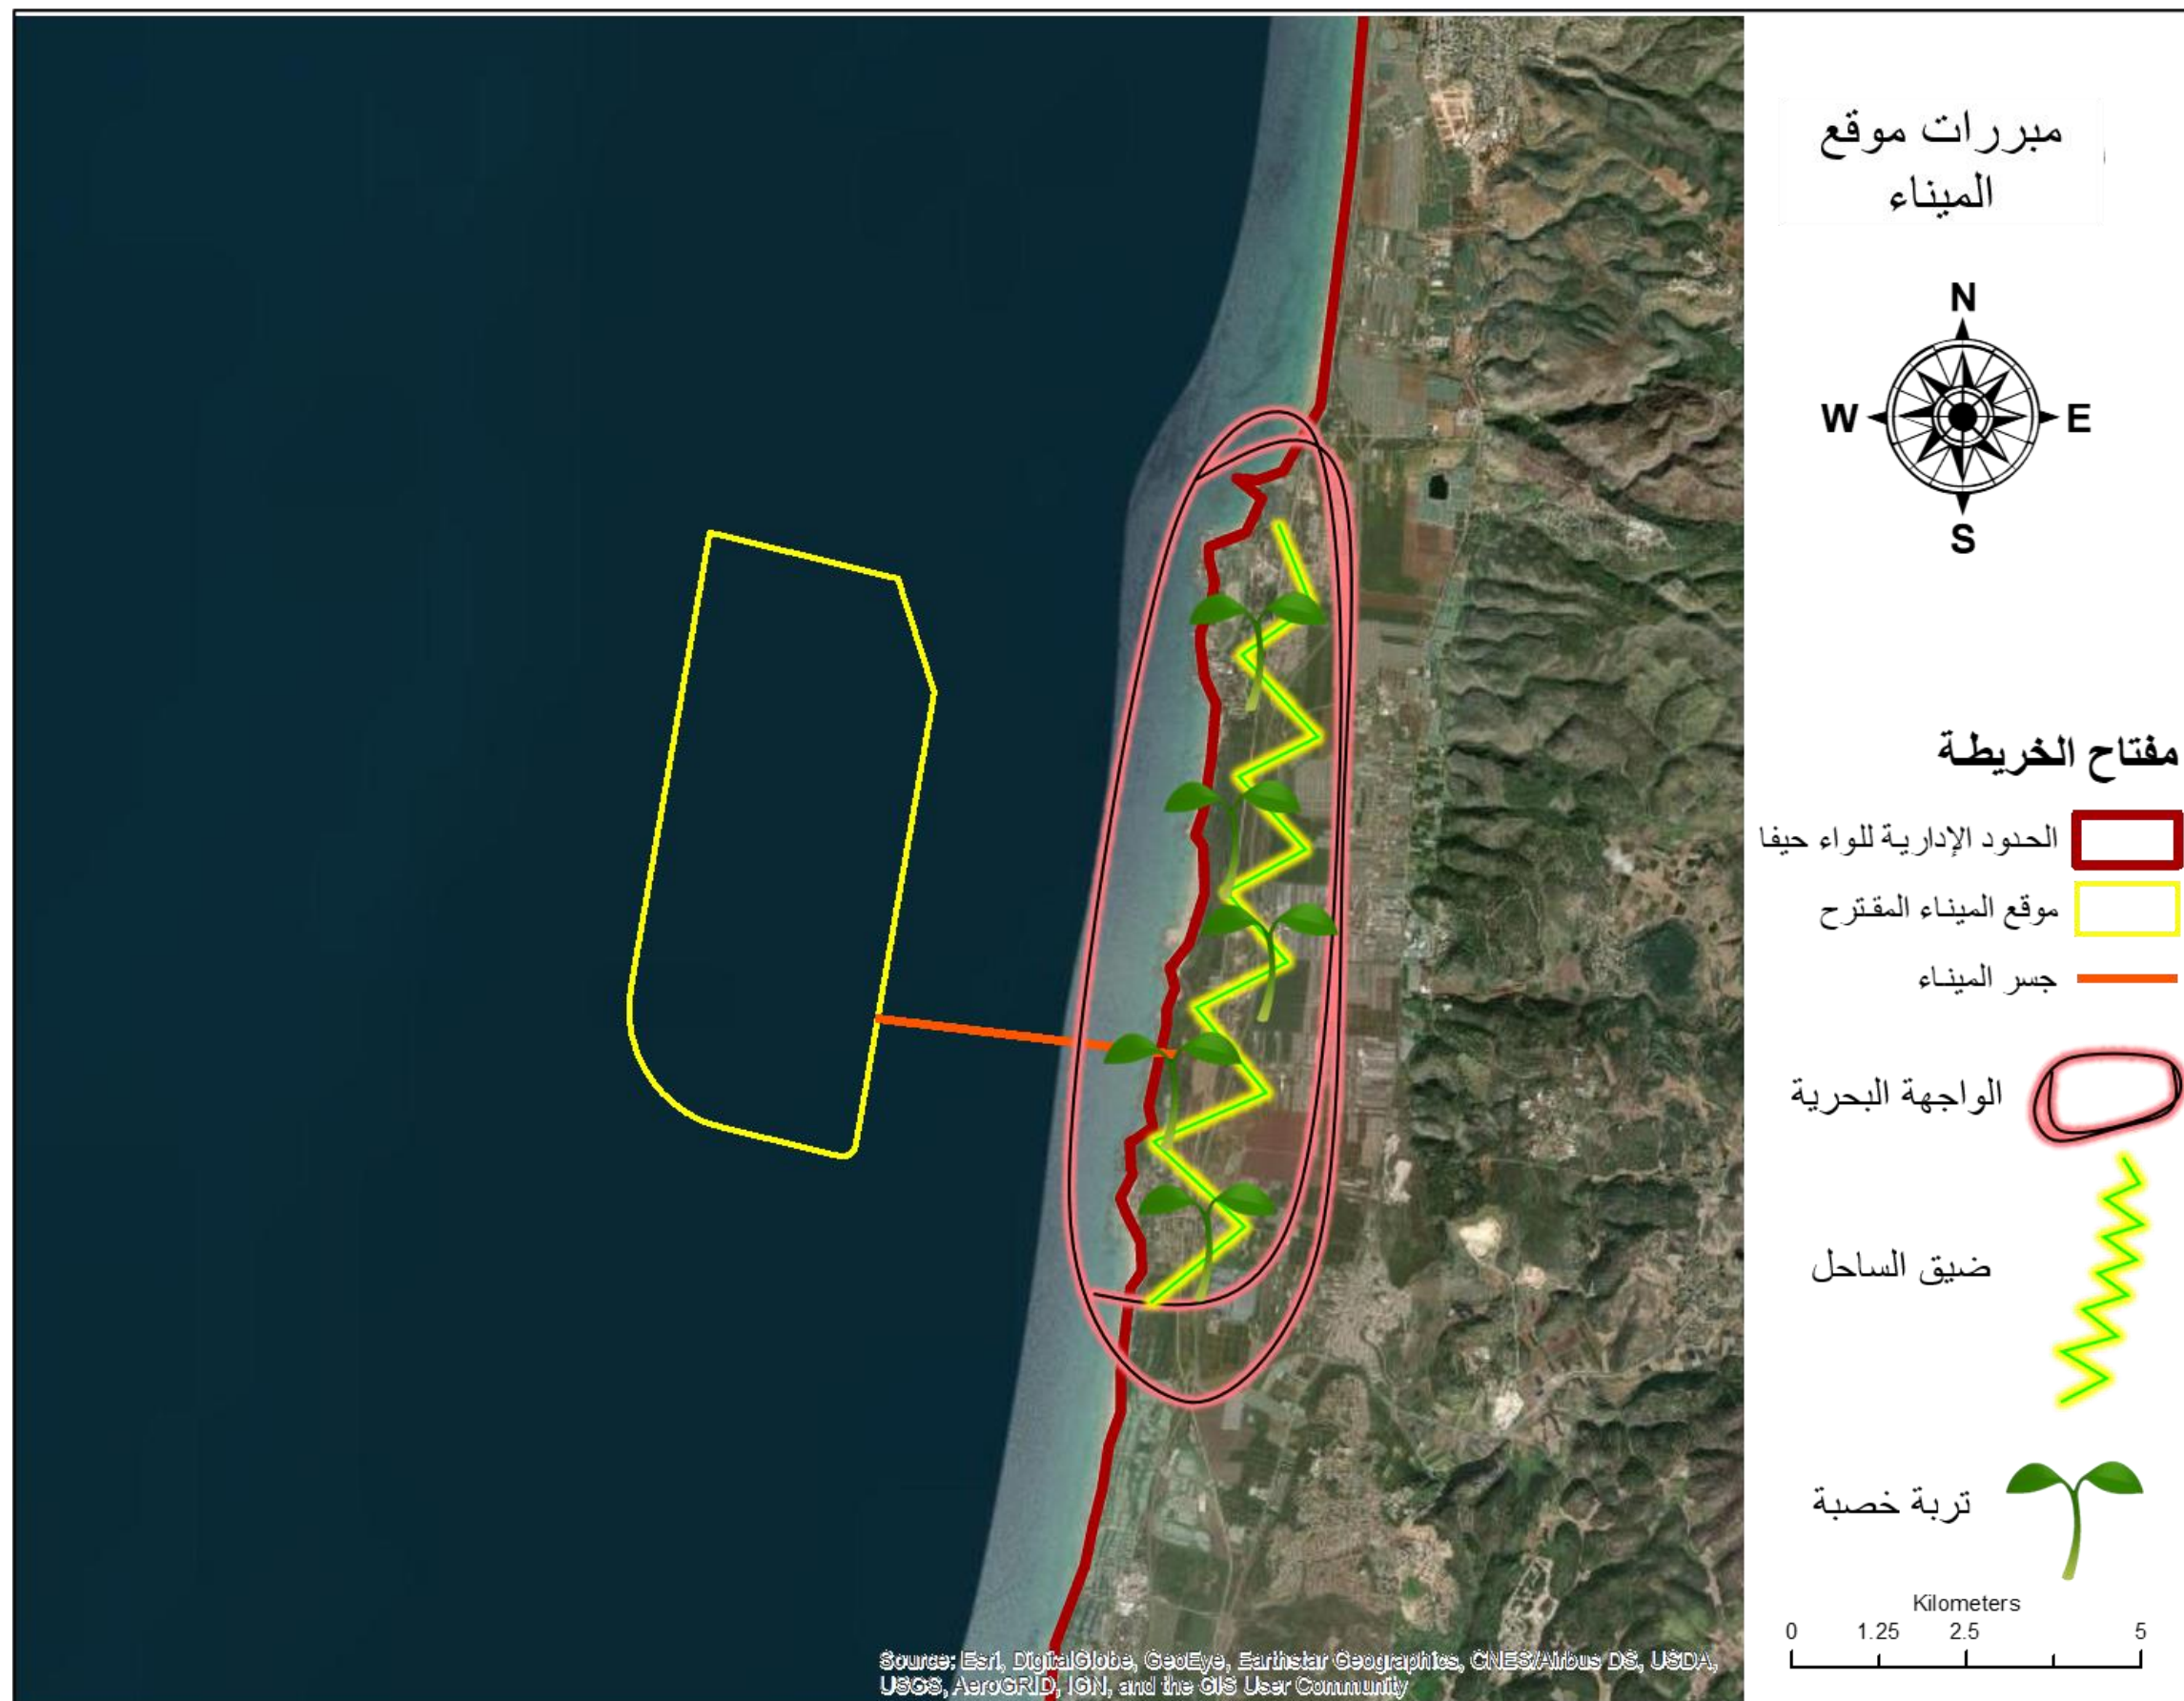 مبررات موقع
الميناء
N
W E
S
مفتاح الخريطة
الحدود الإدارية للواء حيفا
موقع الميناء المقترح
جسر الميناء
الواجهة البحرية
ضيق الساحل
تربة خصبة
Kilometers
0 1.25 2.5 5
Source: Esri, DigitalGlobe, GeoEye, Earthstar Geographics, CNES/Airbus DS, USDA,
USGS, AeroGRID, IGN, and the GIS User Community